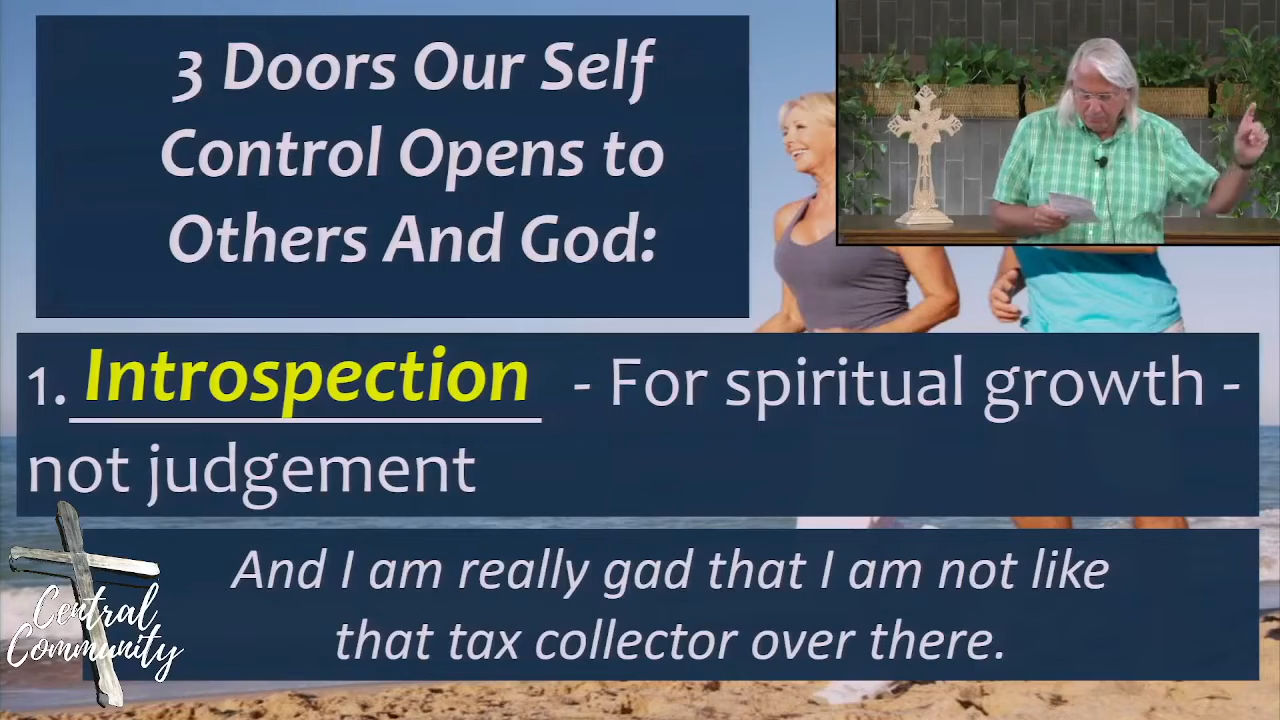 3 Doors Our Self
Control Opens to
Others And God:
1. Introspection - For spiritual growth -
not judgement
And I am really gad that I am not like
that tax collector over there.
Central
Community